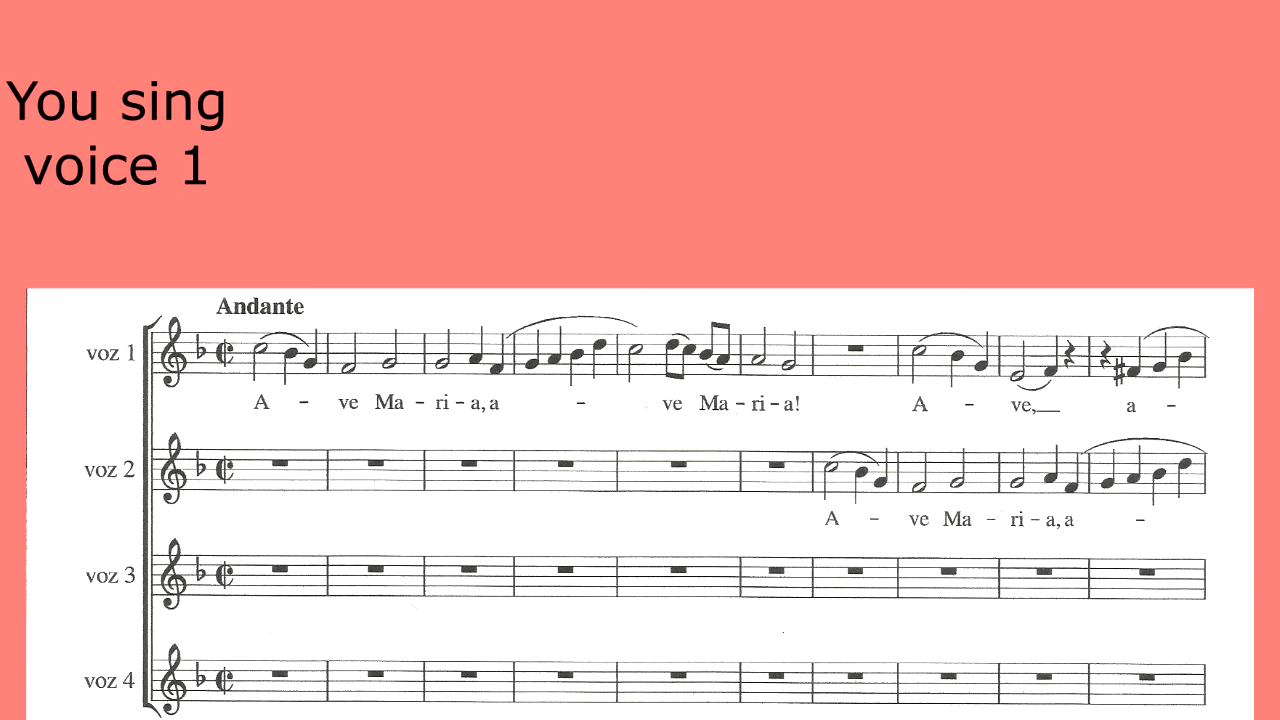 You sing
voice 1
Andante
voz 1
A - ve Ma - ri - a, a - ve Ma - ri - a! A - ve, a -
voz 2
A - ve Ma - ri - a, a -
voz 3
voz 4